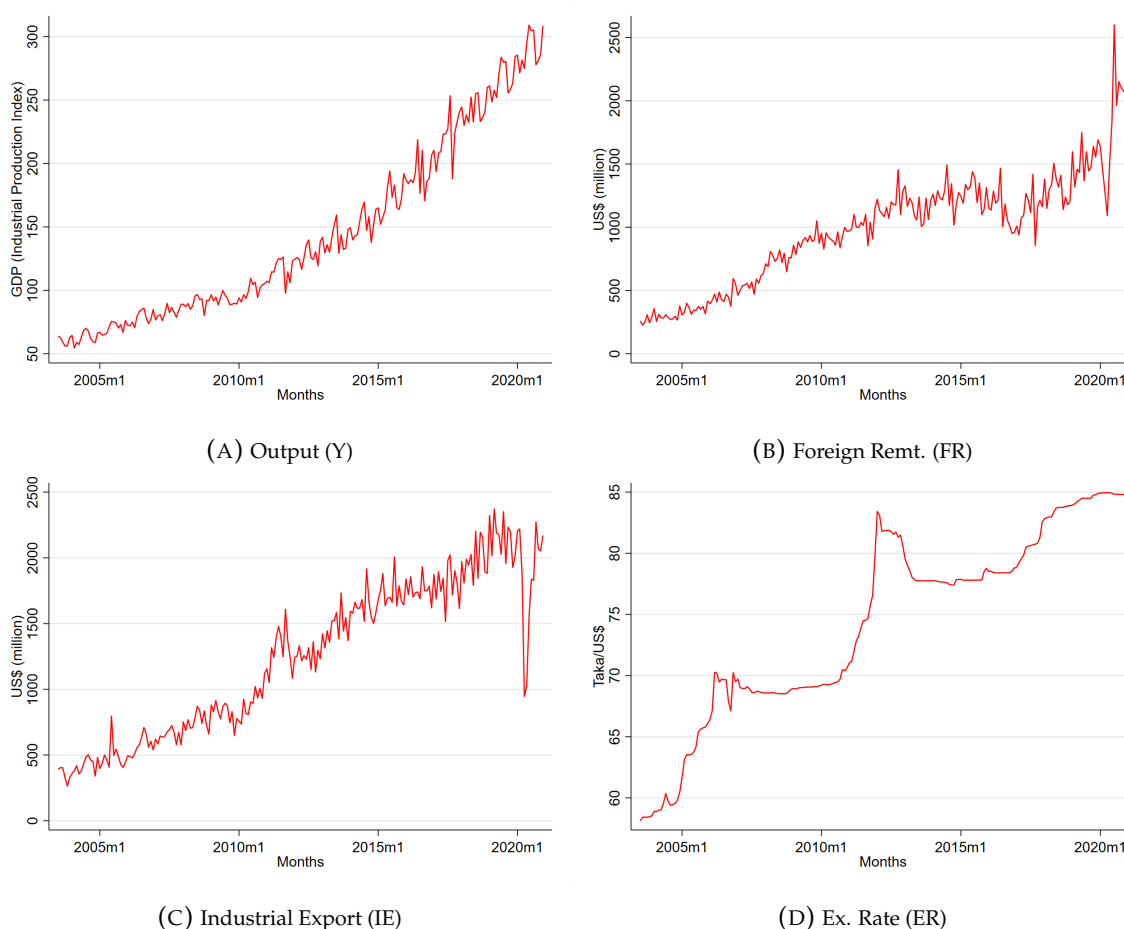 GDP (Industrial Production Index)
300
250
200
150
100
50
2005m1 2010m1 2015m1 2020m1
Months
(A) Output (Y)
US$ (million)
2500
2000
1500
1000
500
0
2005m1 2010m1 2015m1 2020m1
Months
(B) Foreign Remt. (FR)
US$ (million)
2500
2000
1500
1000
500
0
2005m1 2010m1 2015m1 2020m1
Months
(C) Industrial Export (IE)
Taka/US$
85
80
75
70
65
60
2005m1 2010m1 2015m1 2020m1
Months
(D) Ex. Rate (ER)